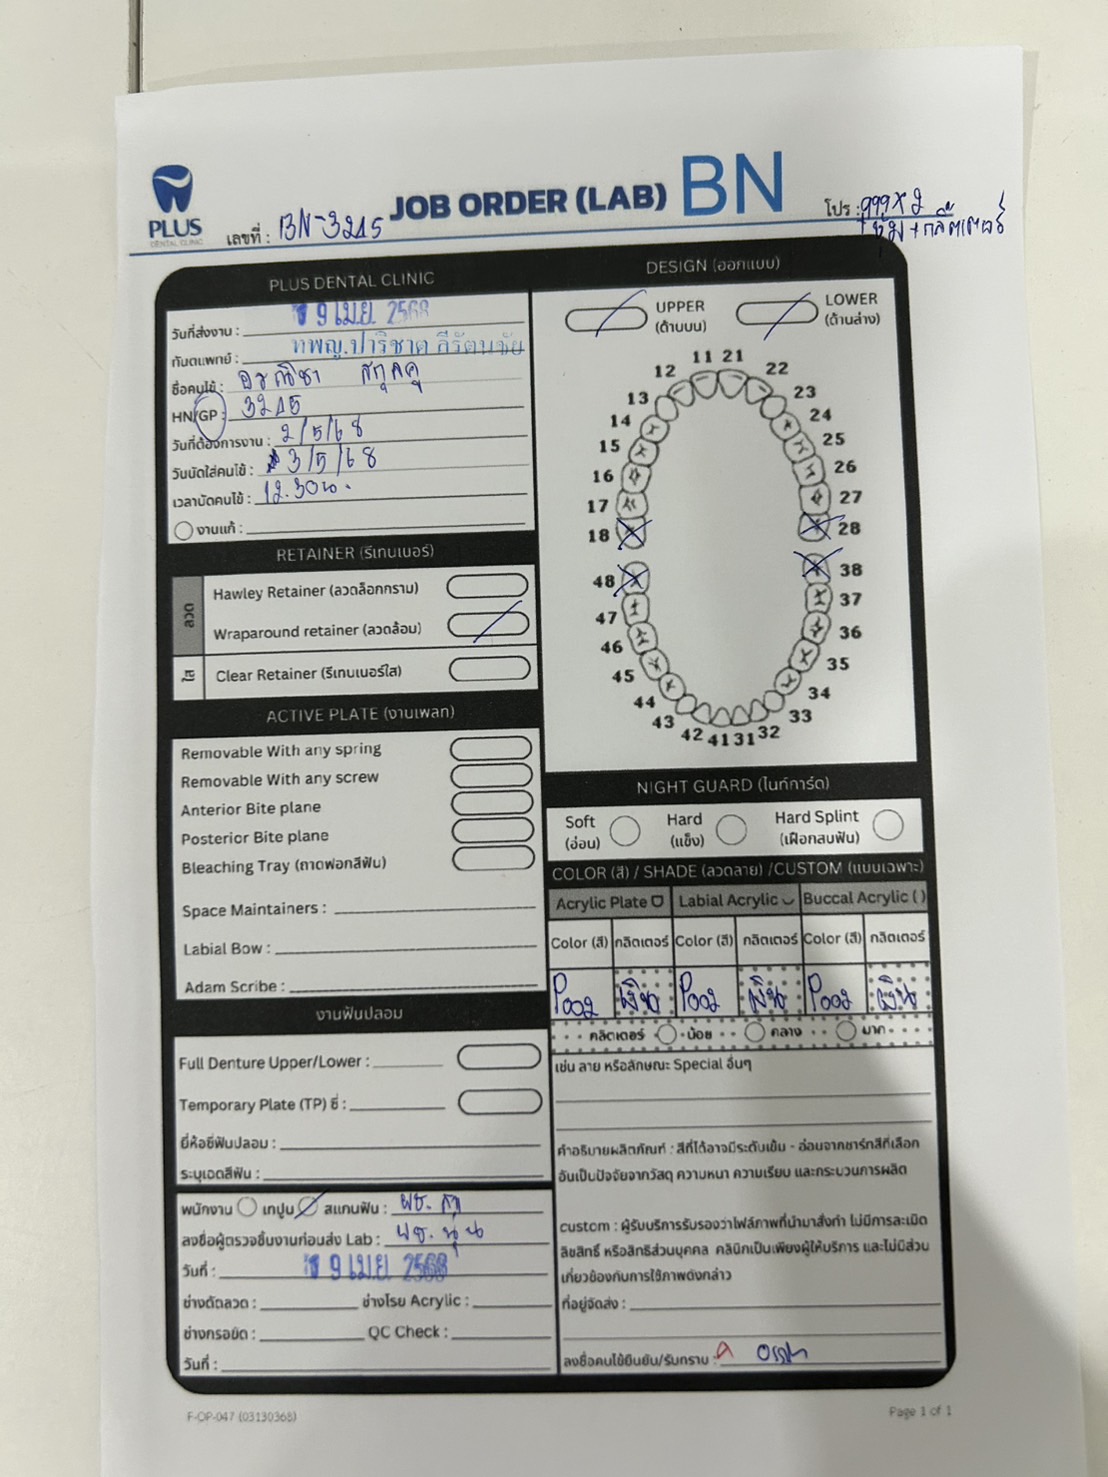 PLUS
DENTAL CLINIC
เลขที่ : BN-3215
JOB ORDER (LAB) BN
โปร : 999 x 2
+ กลิตเตอร์
PLUS DENTAL CLINIC
วันที่ส่งงาน : 9 เม.ย. 2568
ทันตแพทย์ : ทพญ.ปาริชาต ลีรัตนชัย
ชื่อคนไข้ :
HN/GP : 3215
วันที่ต้องการงาน : 2/5/68
วันนัดใส่คนไข้ : 3/5/68
เวลานัดคนไข้ : 12.30น.
งานแก้ :
RETAINER (รีเทนเนอร์)
ลวด
Hawley Retainer (ลวดล็อกกราม)
Wraparound retainer (ลวดล้อม)
ใส
Clear Retainer (รีเทนเนอร์ใส)
ACTIVE PLATE (งานเพลท)
Removable With any spring
Removable With any screw
Anterior Bite plane
Posterior Bite plane
Bleaching Tray (ถาดฟอกสีฟัน)
Space Maintainers :
Labial Bow :
Adam Scribe :
งานฟันปลอม
Full Denture Upper/Lower :
Temporary Plate (TP) ซี่ :
ยี่ห้อซี่ฟันปลอม :
ระบุเฉดสีฟัน :
พนักงาน เทปูน สแกนฟัน : ผช.
ลงชื่อผู้ตรวจชิ้นงานก่อนส่ง Lab : ผช. นุ่น
วันที่ : 9 เม.ย. 2568
ช่างดัดลวด : ช่างโรย Acrylic :
ช่างกรอขัด : QC Check :
วันที่ :
DESIGN (ออกแบบ)
UPPER
(ด้านบน)
LOWER
(ด้านล่าง)
11 21
12 22
13 23
14 24
15 25
16 26
17 27
18 28
48 38
47 37
46 36
45 35
44 34
43 33
42 41 31 32
NIGHT GUARD (ไนท์การ์ด)
Soft
(อ่อน)
Hard
(แข็ง)
Hard Splint
(เฝือกสบฟัน)
COLOR (สี) / SHADE (ลวดลาย) /CUSTOM (แบบเฉพาะ)
Acrylic Plate Labial Acrylic Buccal Acrylic ( )
Color (สี) กลิตเตอร์ Color (สี) กลิตเตอร์ Color (สี) กลิตเตอร์
P002 เงิน P002 เงิน P002 เงิน
กลิตเตอร์ น้อย กลาง มาก
เช่น ลาย หรือลักษณะ Special อื่นๆ
คำอธิบายผลิตภัณฑ์ : สีที่ได้อาจมีระดับเข้ม - อ่อนจากชาร์ทสีที่เลือก
อันเป็นปัจจัยจากวัสดุ ความหนา ความเรียบ และกระบวนการผลิต
custom : ผู้รับบริการรับรองว่าไฟล์ภาพที่นำมาสั่งทำ ไม่มีการละเมิด
ลิขสิทธิ์ หรือสิทธิส่วนบุคคล คลินิกเป็นเพียงผู้ให้บริการ และไม่มีส่วน
เกี่ยวข้องกับการใช้ภาพดังกล่าว
ที่อยู่จัดส่ง :
ลงชื่อคนไข้ยืนยัน/รับทราบ :
F-OP-047 (03130368)
Page 1 of 1